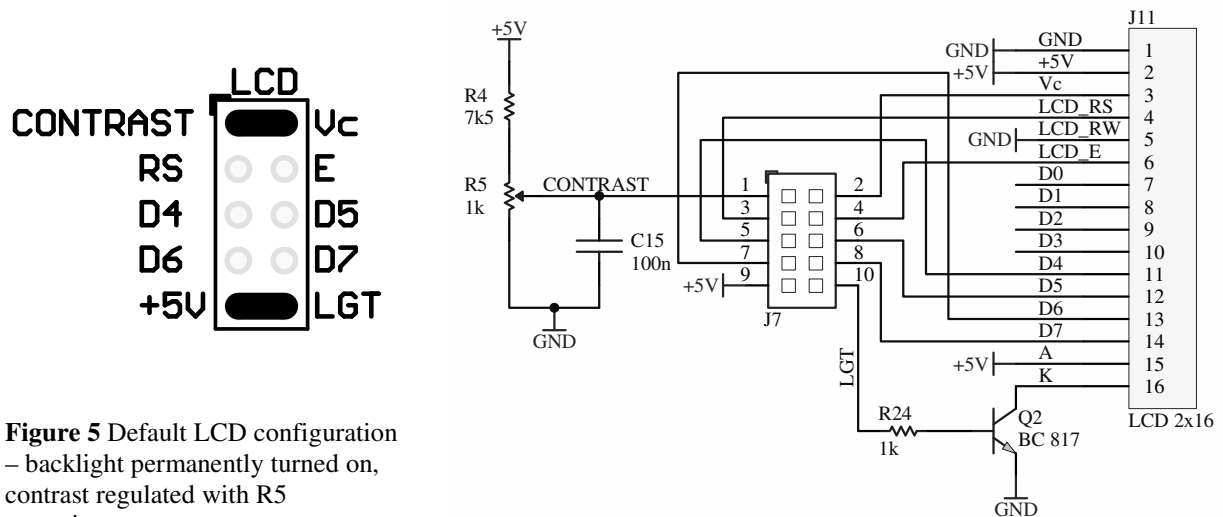 LCD
CONTRAST Vc
RS E
D4 D5
D6 D7
+5V LGT
Figure 5 Default LCD configuration
– backlight permanently turned on,
contrast regulated with R5
+5V
R4
7k5
R5
1k
CONTRAST
C15
100n
GND
1 2
3 4
5 6
7 8
9 10
+5V
J7
LGT
R24
1k
Q2
BC 817
GND
J11
GND GND 1
+5V +5V 2
Vc 3
LCD_RS 4
GND LCD_RW 5
LCD_E 6
D0 7
D1 8
D2 9
D3 10
D4 11
D5 12
D6 13
D7 14
+5V A 15
K 16
LCD 2x16